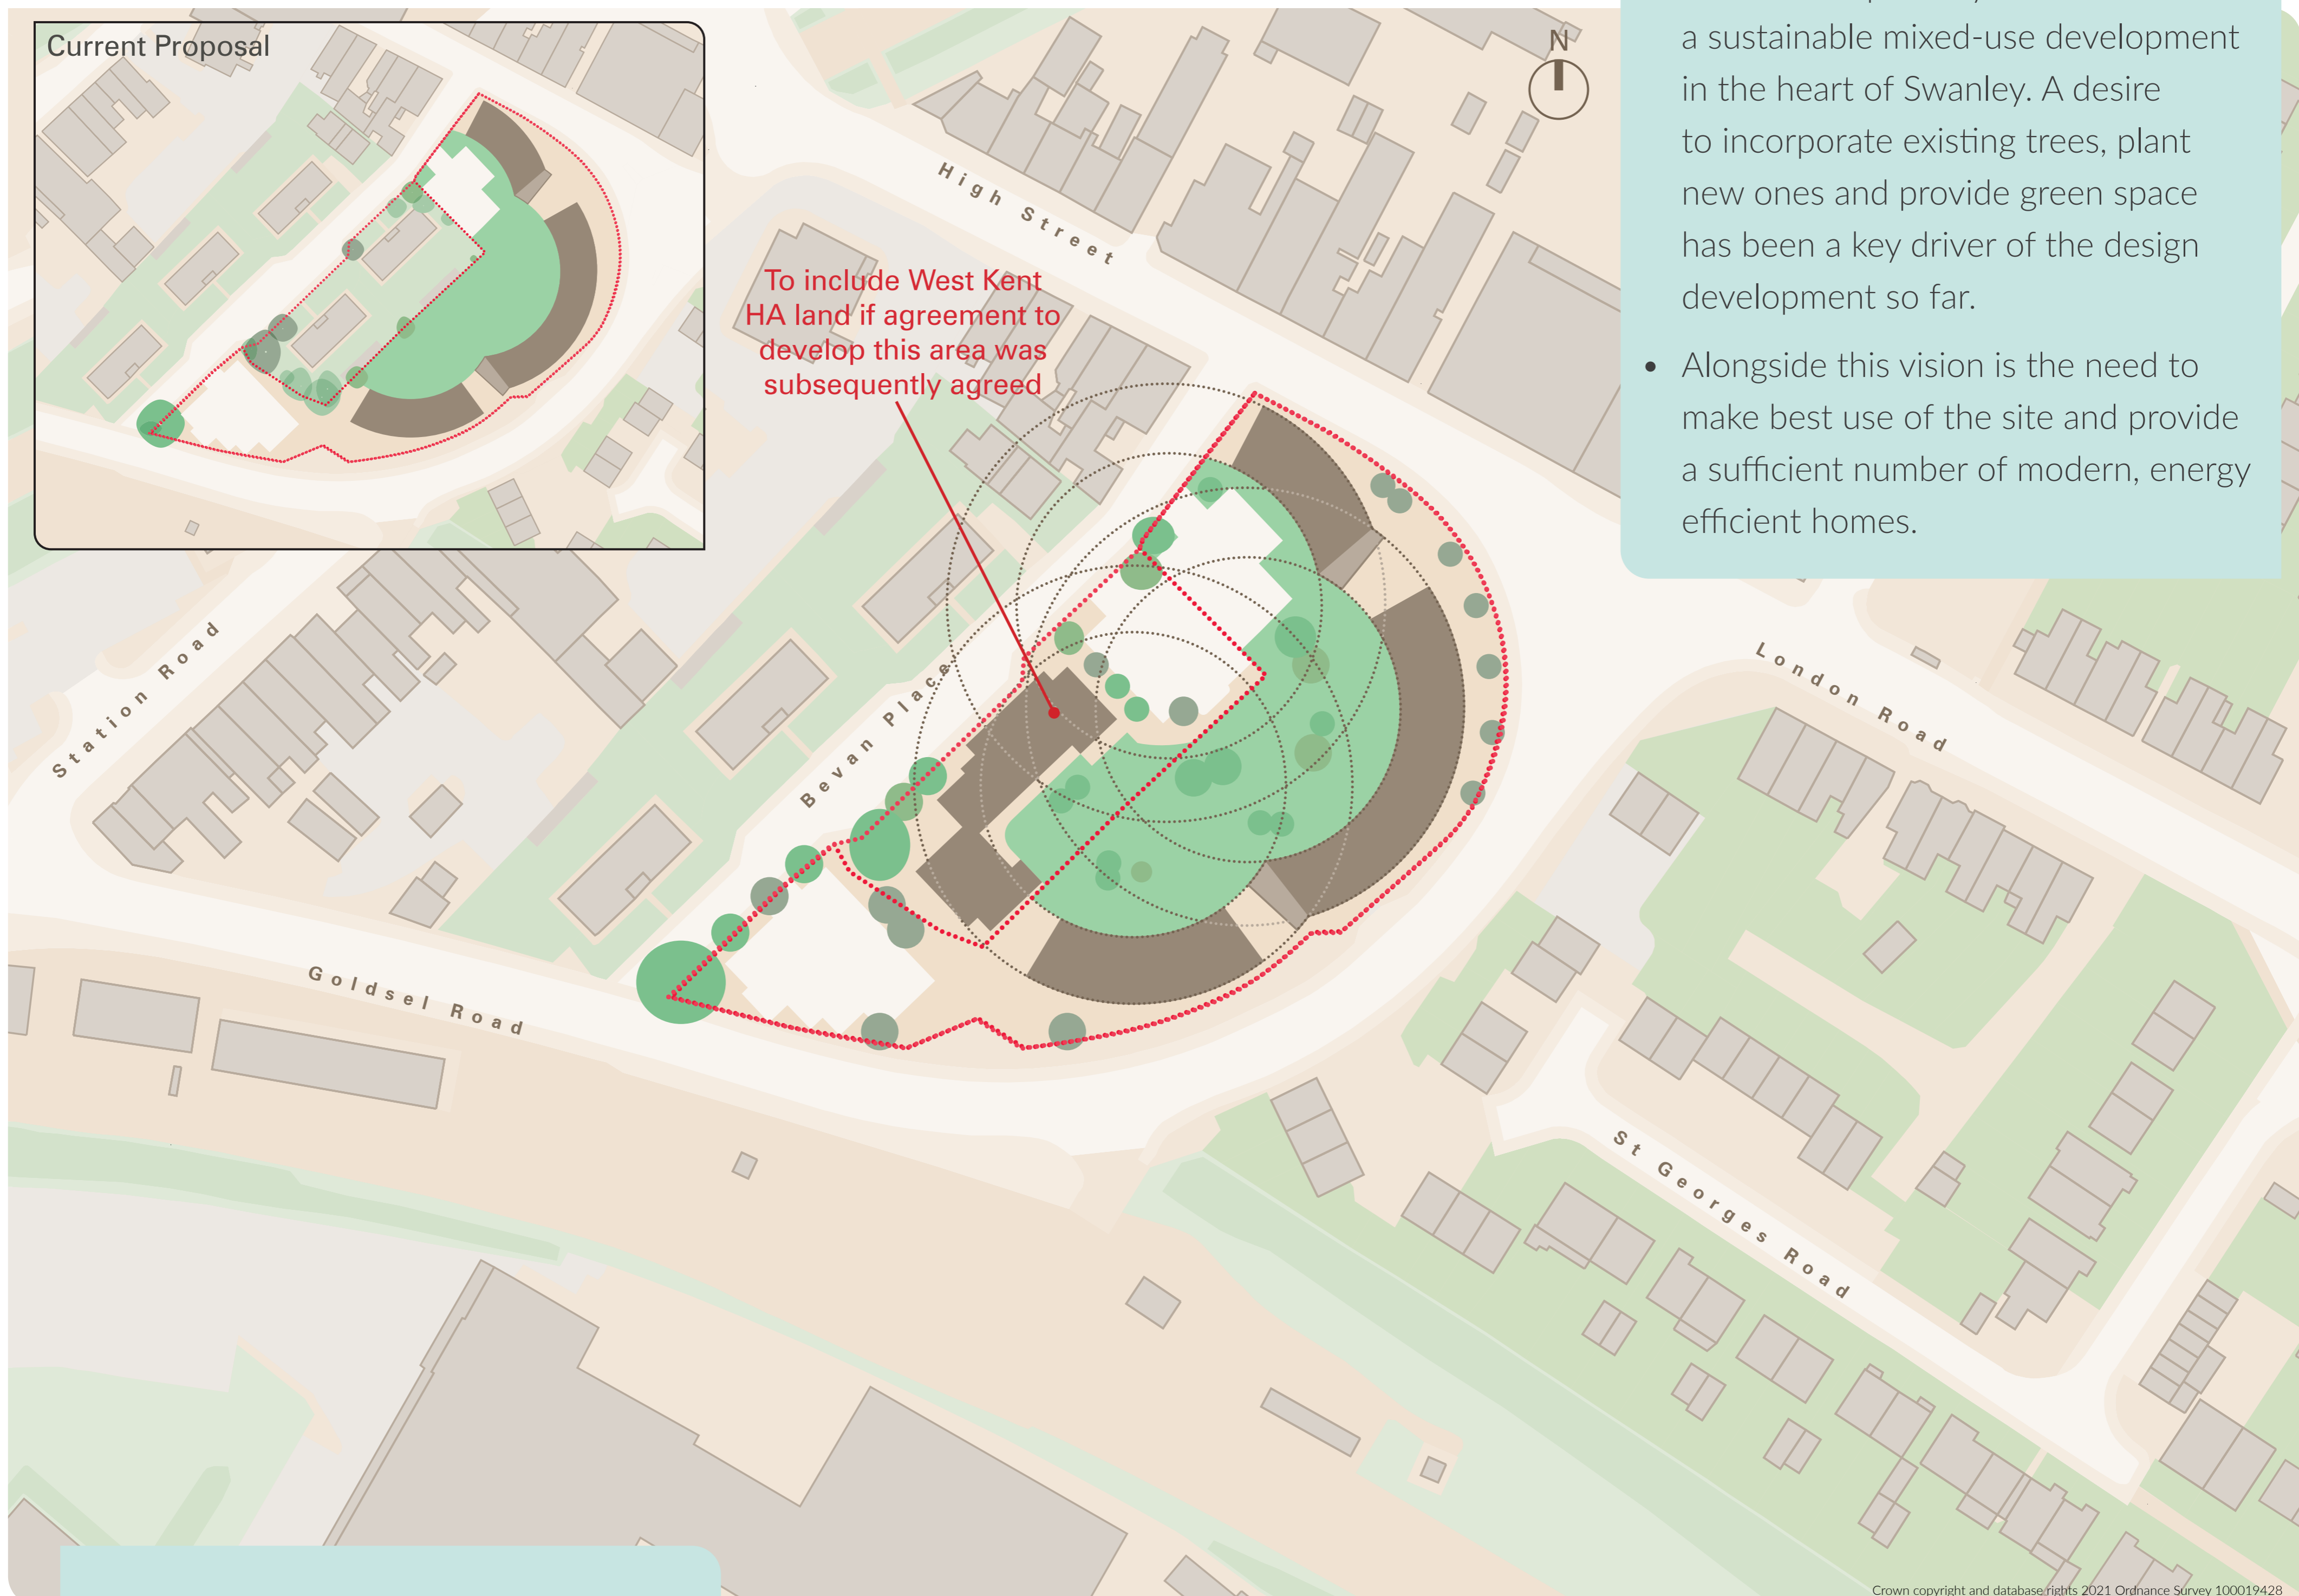 Current Proposal
N
a sustainable mixed-use development
in the heart of Swanley. A desire
to incorporate existing trees, plant
new ones and provide green space
has been a key driver of the design
development so far.
• Alongside this vision is the need to
make best use of the site and provide
a sufficient number of modern, energy
efficient homes.
High Street
To include West Kent
HA land if agreement to
develop this area was
subsequently agreed
Station Road
Bevan Place
London Road
Goldsel Road
St Georges Road
Crown copyright and database rights 2021 Ordnance Survey 100019428